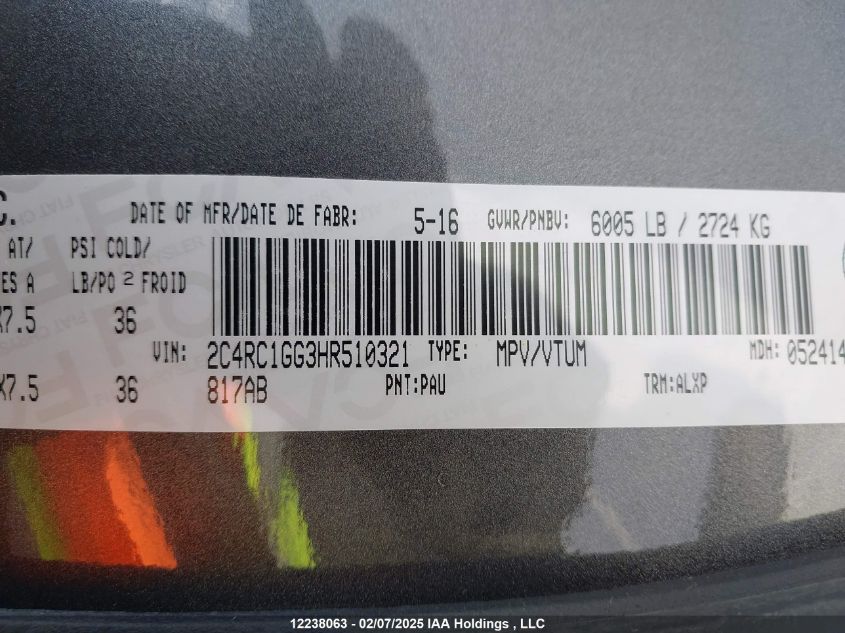 C. DATE OF MFR/DATE DE FABR: 5-16 GVWR/PNBV: 6005 LB / 2724 KG
AT/ PSI COLD/
ES A LB/PO 2 FROID
X7.5 36
VIN: 2C4RC1GG3HR510321 TYPE: MPV/VTUM MDH: 052414
X7.5 36 817AB PNT:PAU TRM:ALXP
12238063 - 02/07/2025 IAA Holdings , LLC